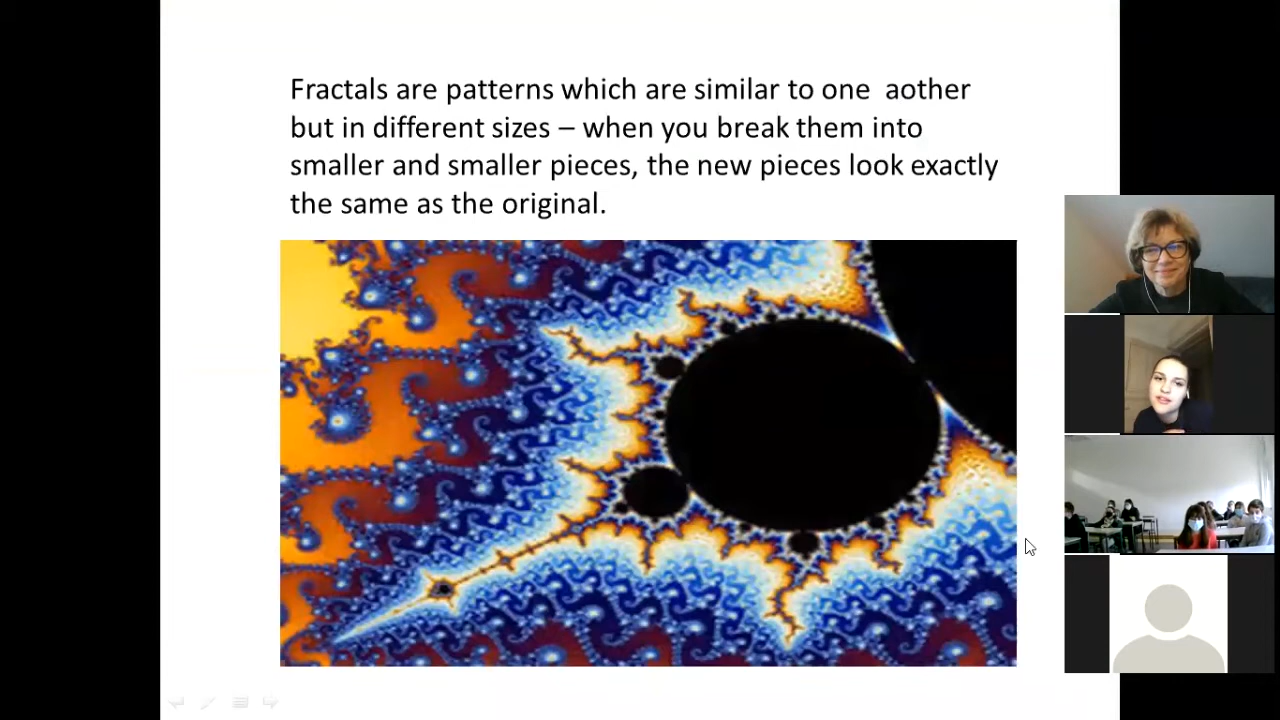 Fractals are patterns which are similar to one  aother
but in different sizes – when you break them into
smaller and smaller pieces, the new pieces look exactly
the same as the original.